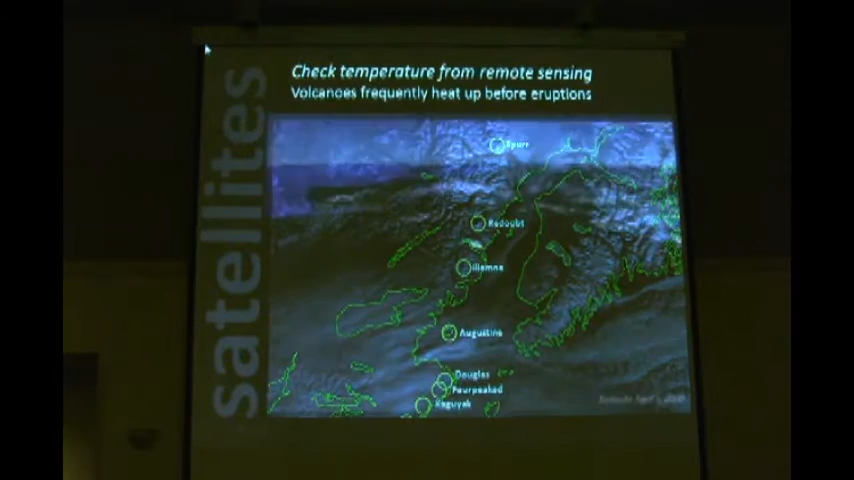 Check temperature from remote sensing
Volcanoes frequently heat up before eruptions
satellites
Spurr
Redoubt
Iliamna
Augustine
Douglas
Fourpeaked
Kaguyak